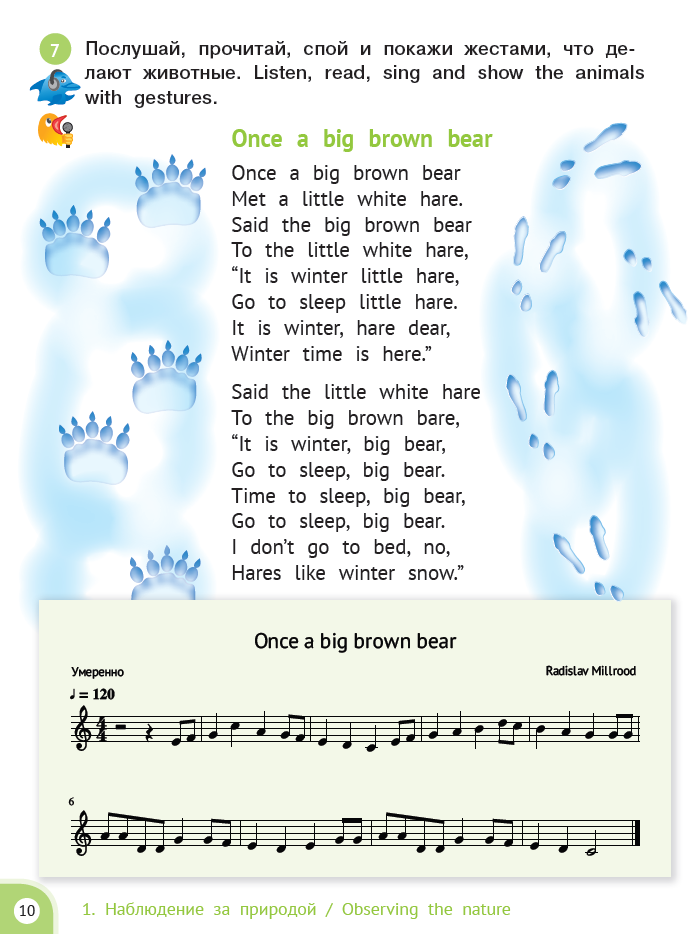 7
Послушай, прочитай, спой и покажи жестами, что де-
лают животные. Listen, read, sing and show the animals
with gestures.
Once a big brown bear
Once a big brown bear
Met a little white hare.
Said the big brown bear
To the little white hare,
“It is winter little hare,
Go to sleep little hare.
It is winter, hare dear,
Winter time is here.”
Said the little white hare
To the big brown bare,
“It is winter, big bear,
Go to sleep, big bear.
Time to sleep, big bear,
Go to sleep, big bear.
I don’t go to bed, no,
Hares like winter snow.”
Once a big brown bear
Умеренно
Radislav Millrood
♩ = 120
4
4
6
10
1. Наблюдение за природой / Observing the nature